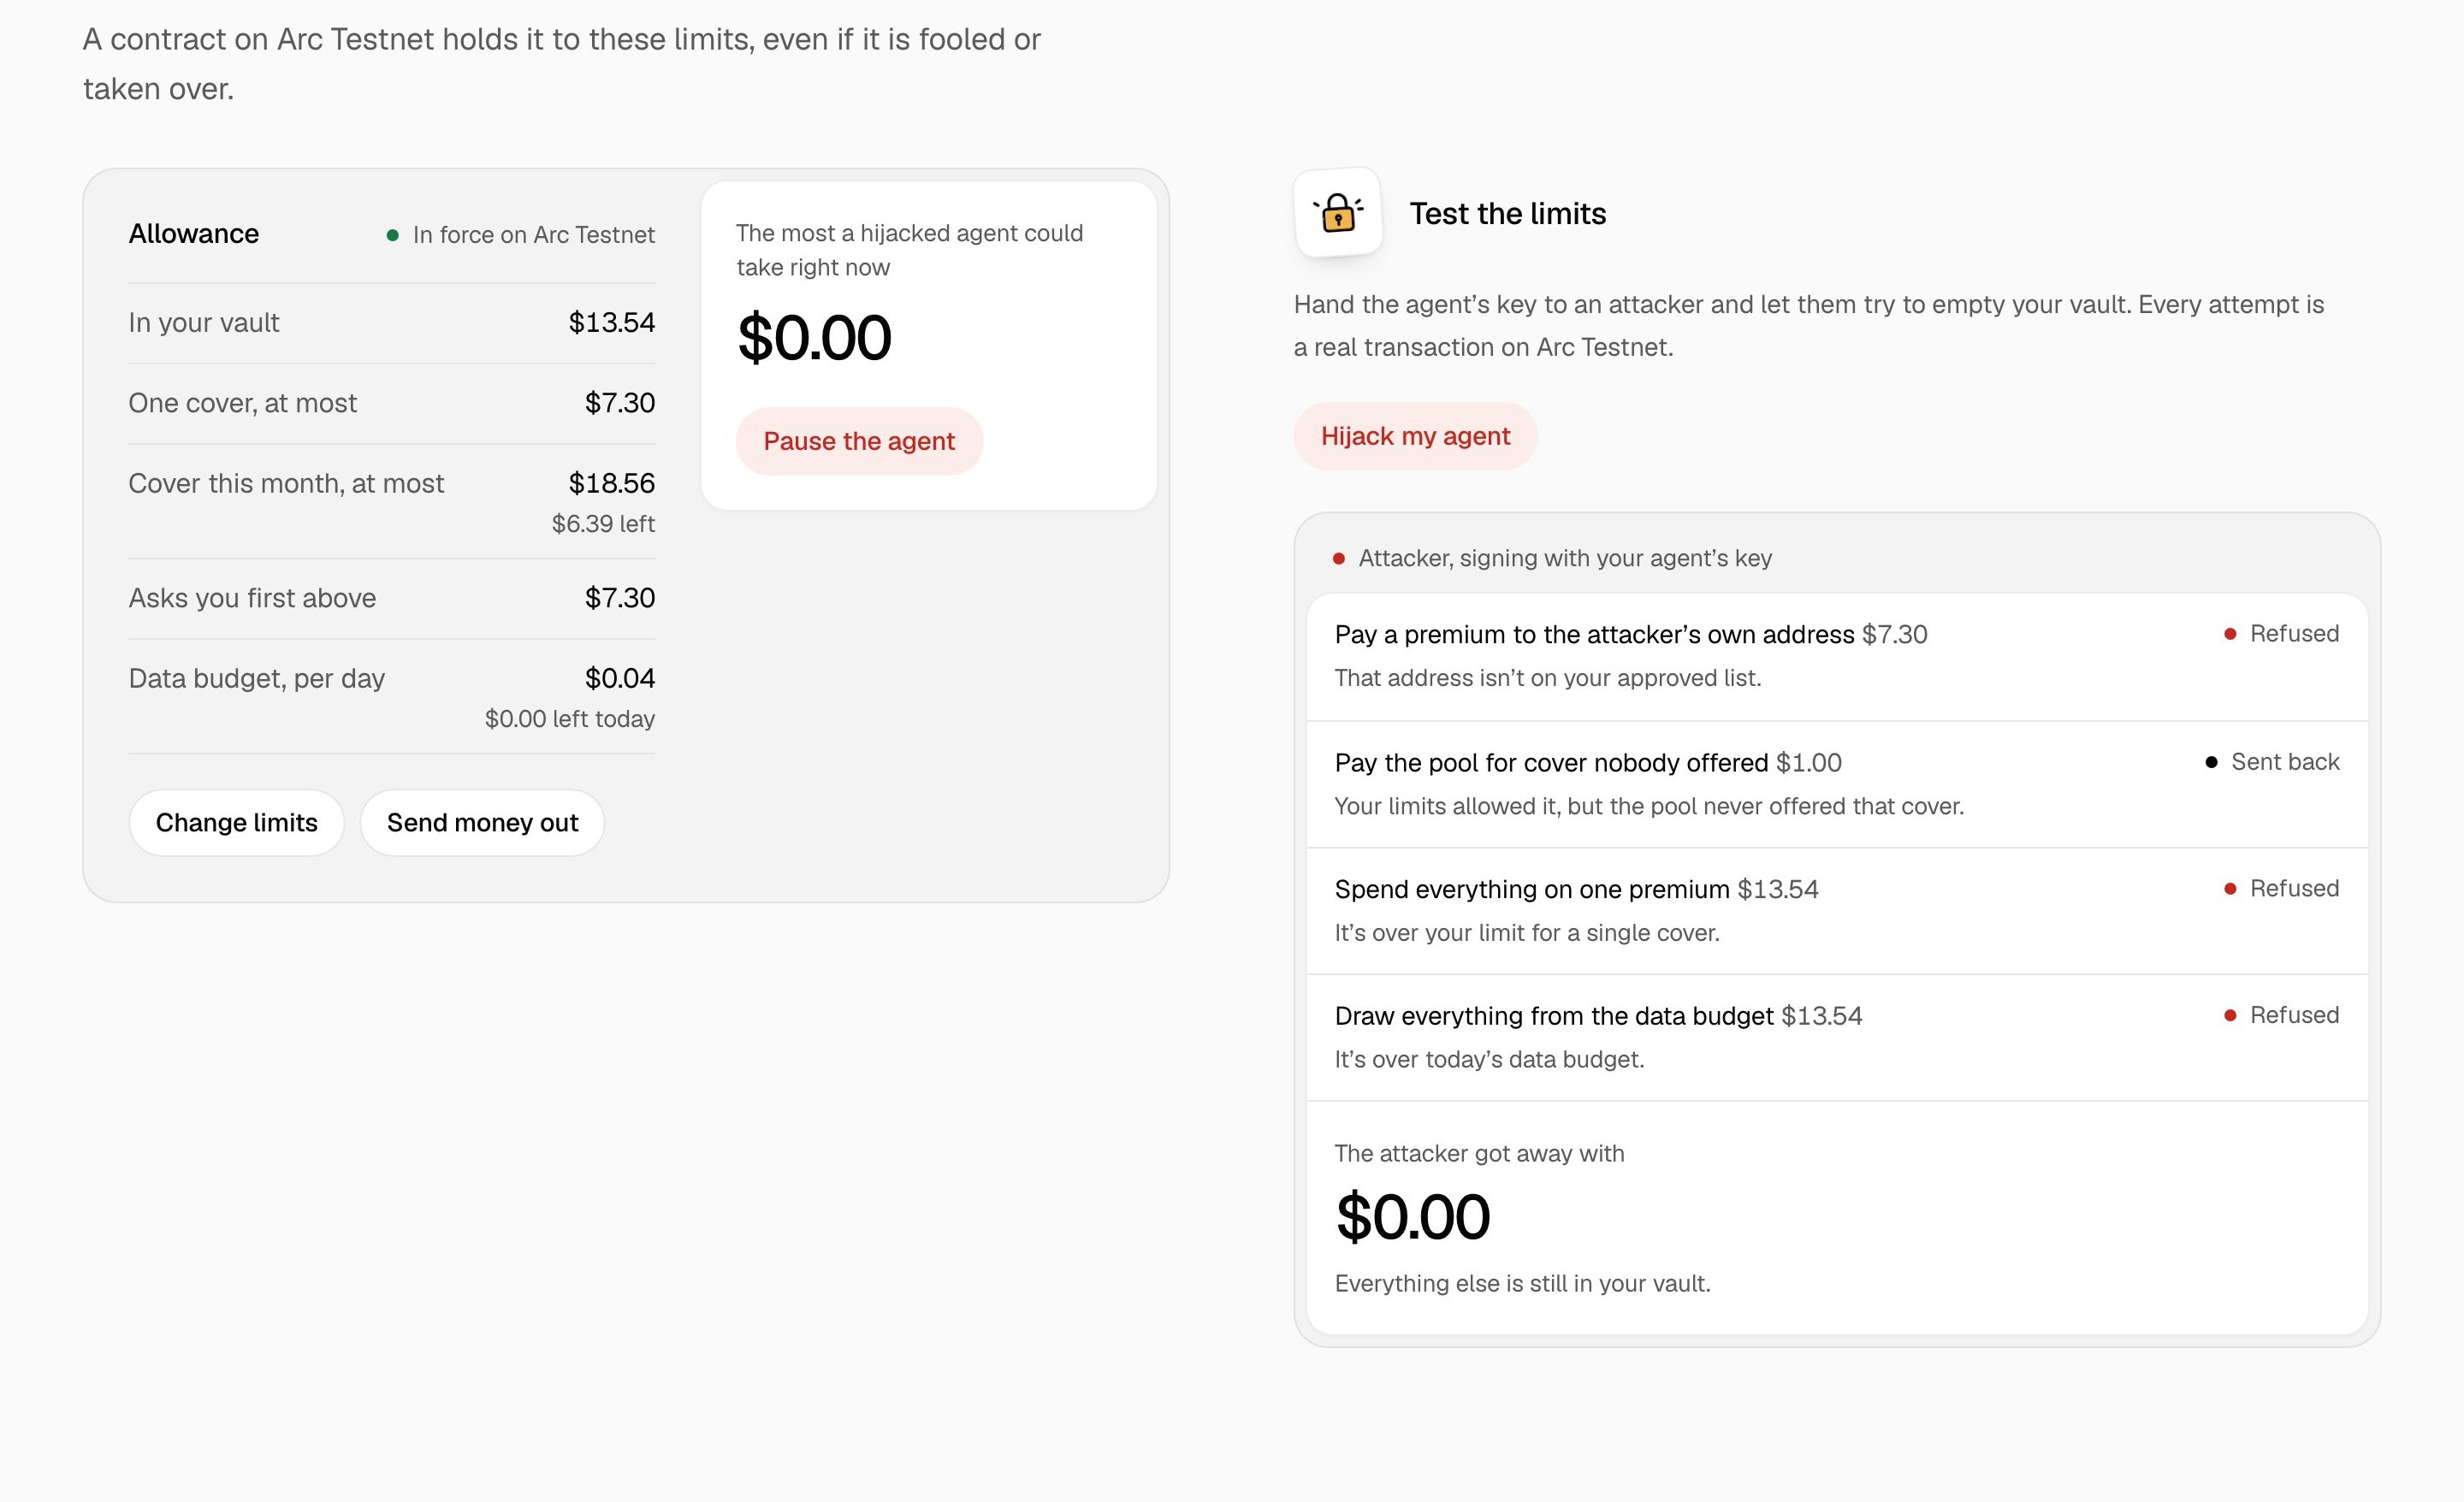 A contract on Arc Testnet holds it to these limits, even if it is fooled or
taken over.
Allowance
In force on Arc Testnet
In your vault
$13.54
One cover, at most
$7.30
Cover this month, at most
$18.56
$6.39 left
Asks you first above
$7.30
Data budget, per day
$0.04
$0.00 left today
Change limits
Send money out
The most a hijacked agent could
take right now
$0.00
Pause the agent
Test the limits
Hand the agent’s key to an attacker and let them try to empty your vault. Every attempt is
a real transaction on Arc Testnet.
Hijack my agent
Attacker, signing with your agent’s key
Pay a premium to the attacker’s own address $7.30
Refused
That address isn’t on your approved list.
Pay the pool for cover nobody offered $1.00
Sent back
Your limits allowed it, but the pool never offered that cover.
Spend everything on one premium $13.54
Refused
It’s over your limit for a single cover.
Draw everything from the data budget $13.54
Refused
It’s over today’s data budget.
The attacker got away with
$0.00
Everything else is still in your vault.